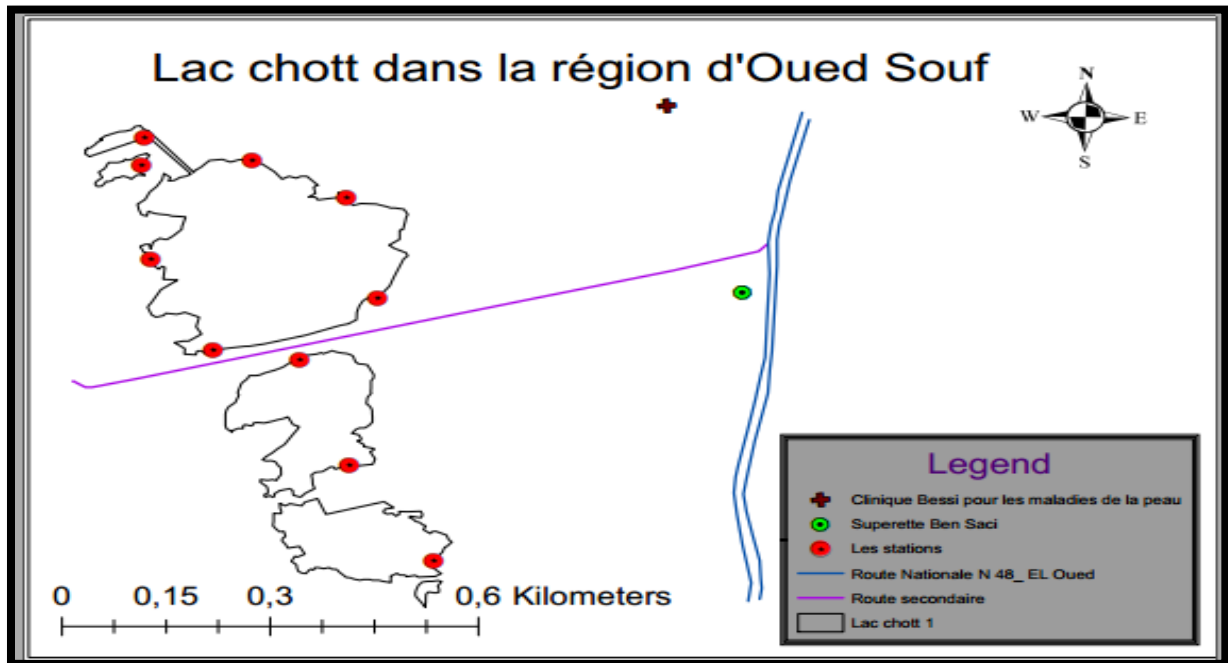 Lac chott dans la région d'Oued Souf
N
W E
S
Legend
Clinique Bessi pour les maladies de la peau
Superette Ben Saci
Les stations
Route Nationale N 48_ EL Oued
Route secondaire
Lac chott 1
0 0,15 0,3 0,6 Kilometers